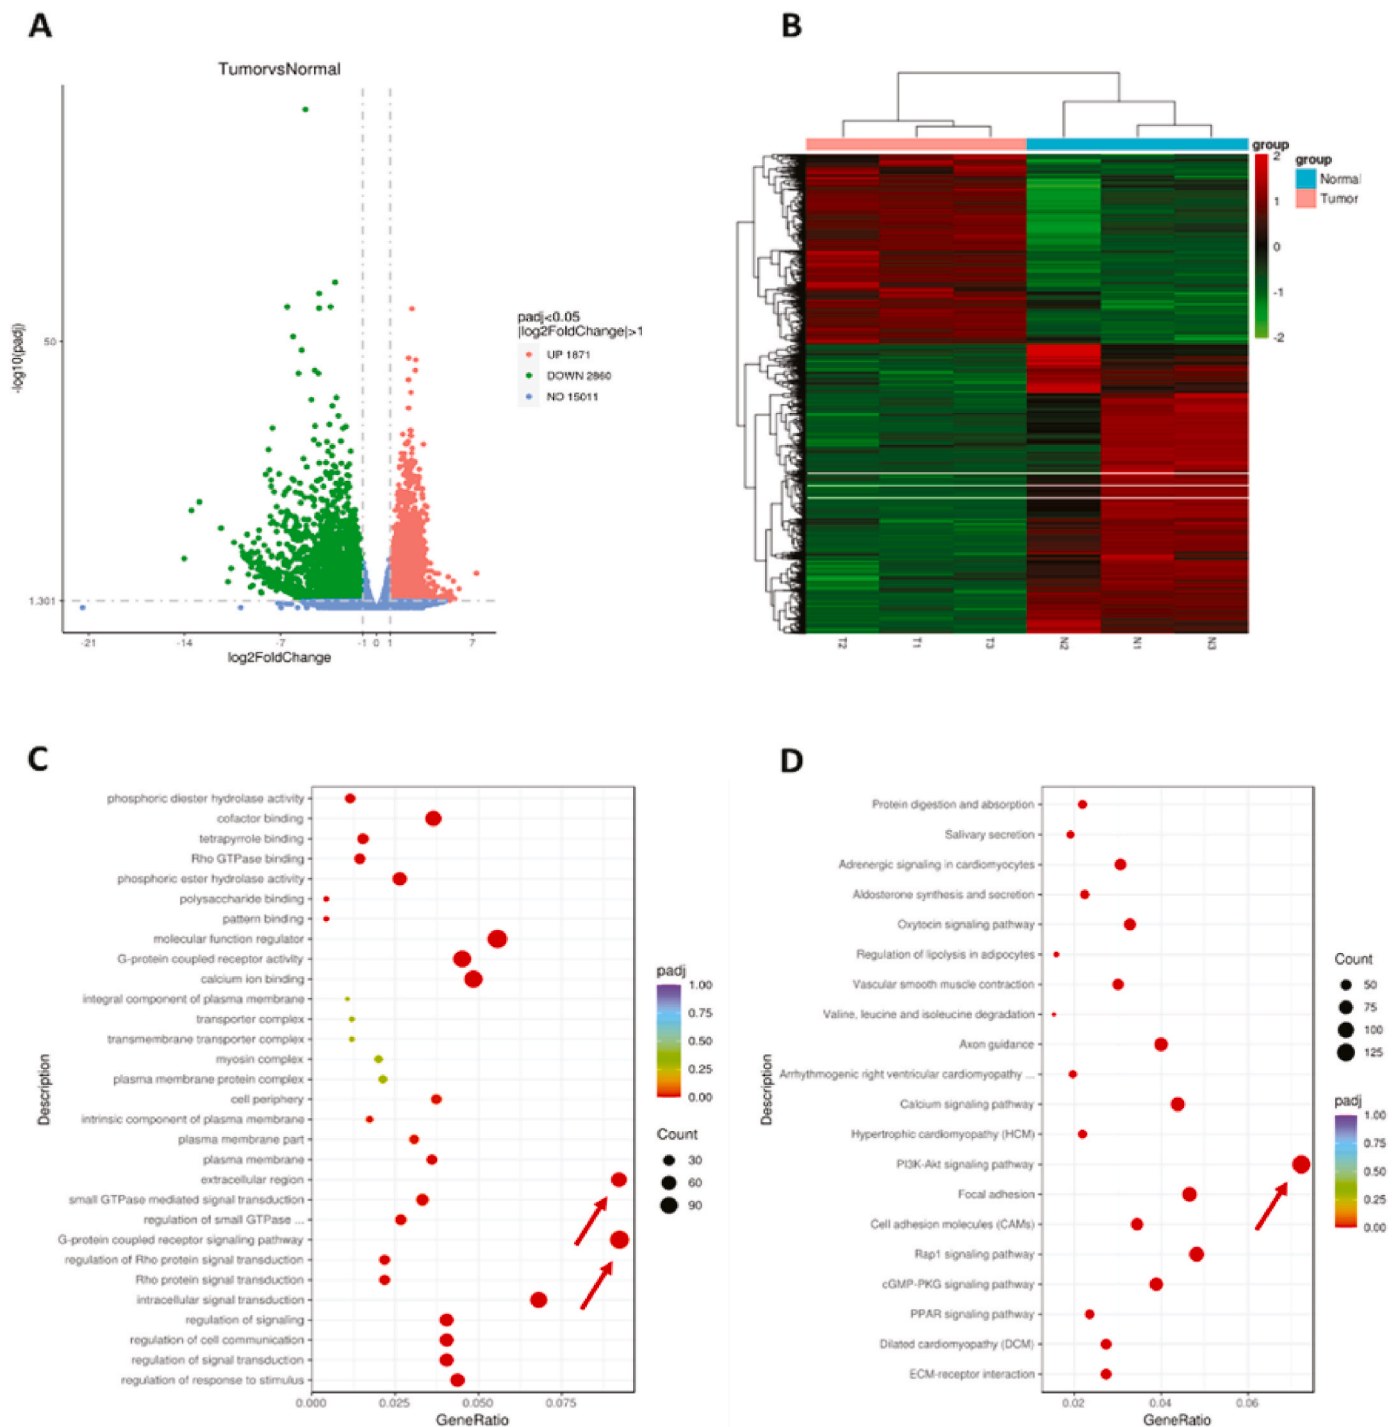 A
TumorvsNormal
-log10(padj)
50
1.301
-21
-14
-7
-1
0
1
7
log2FoldChange
padj<0.05
|log2FoldChange|>1
UP 1871
DOWN 2860
NO 15011
B
group
2
1
0
-1
-2
group
Normal
Tumor
T2
T1
T3
N2
N1
N3
C
Description
phosphoric diester hydrolase activity
cofactor binding
tetrapyrrole binding
Rho GTPase binding
phosphoric ester hydrolase activity
polysaccharide binding
pattern binding
molecular function regulator
G-protein coupled receptor activity
calcium ion binding
integral component of plasma membrane
transporter complex
transmembrane transporter complex
myosin complex
plasma membrane protein complex
cell periphery
intrinsic component of plasma membrane
plasma membrane part
plasma membrane
extracellular region
small GTPase mediated signal transduction
regulation of small GTPase ...
G-protein coupled receptor signaling pathway
regulation of Rho protein signal transduction
Rho protein signal transduction
intracellular signal transduction
regulation of signaling
regulation of cell communication
regulation of signal transduction
regulation of response to stimulus
0.000
0.025
0.050
0.075
GeneRatio
padj
1.00
0.75
0.50
0.25
0.00
Count
30
60
90
D
Description
Protein digestion and absorption
Salivary secretion
Adrenergic signaling in cardiomyocytes
Aldosterone synthesis and secretion
Oxytocin signaling pathway
Regulation of lipolysis in adipocytes
Vascular smooth muscle contraction
Valine, leucine and isoleucine degradation
Axon guidance
Arrhythmogenic right ventricular cardiomyopathy ...
Calcium signaling pathway
Hypertrophic cardiomyopathy (HCM)
PI3K-Akt signaling pathway
Focal adhesion
Cell adhesion molecules (CAMs)
Rap1 signaling pathway
cGMP-PKG signaling pathway
PPAR signaling pathway
Dilated cardiomyopathy (DCM)
ECM-receptor interaction
0.02
0.04
0.06
GeneRatio
Count
50
75
100
125
padj
1.00
0.75
0.50
0.25
0.00